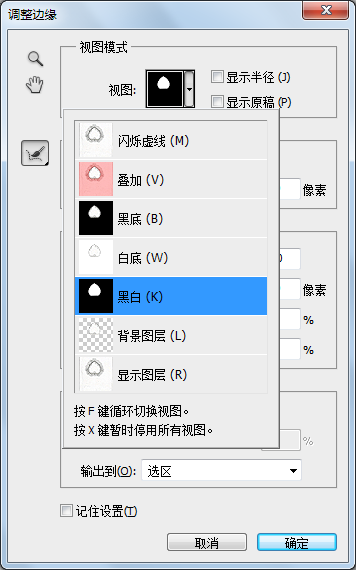 调整边缘
视图模式
视图:
显示半径 (J)
显示原稿 (P)
闪烁虚线 (M)
叠加 (V)
黑底 (B)
白底 (W)
黑白 (K)
背景图层 (L)
显示图层 (R)
像素
像素
%
%
按 F 键循环切换视图。
按 X 键暂时停用所有视图。
%
输出到(O):
选区
记住设置(T)
取消
确定